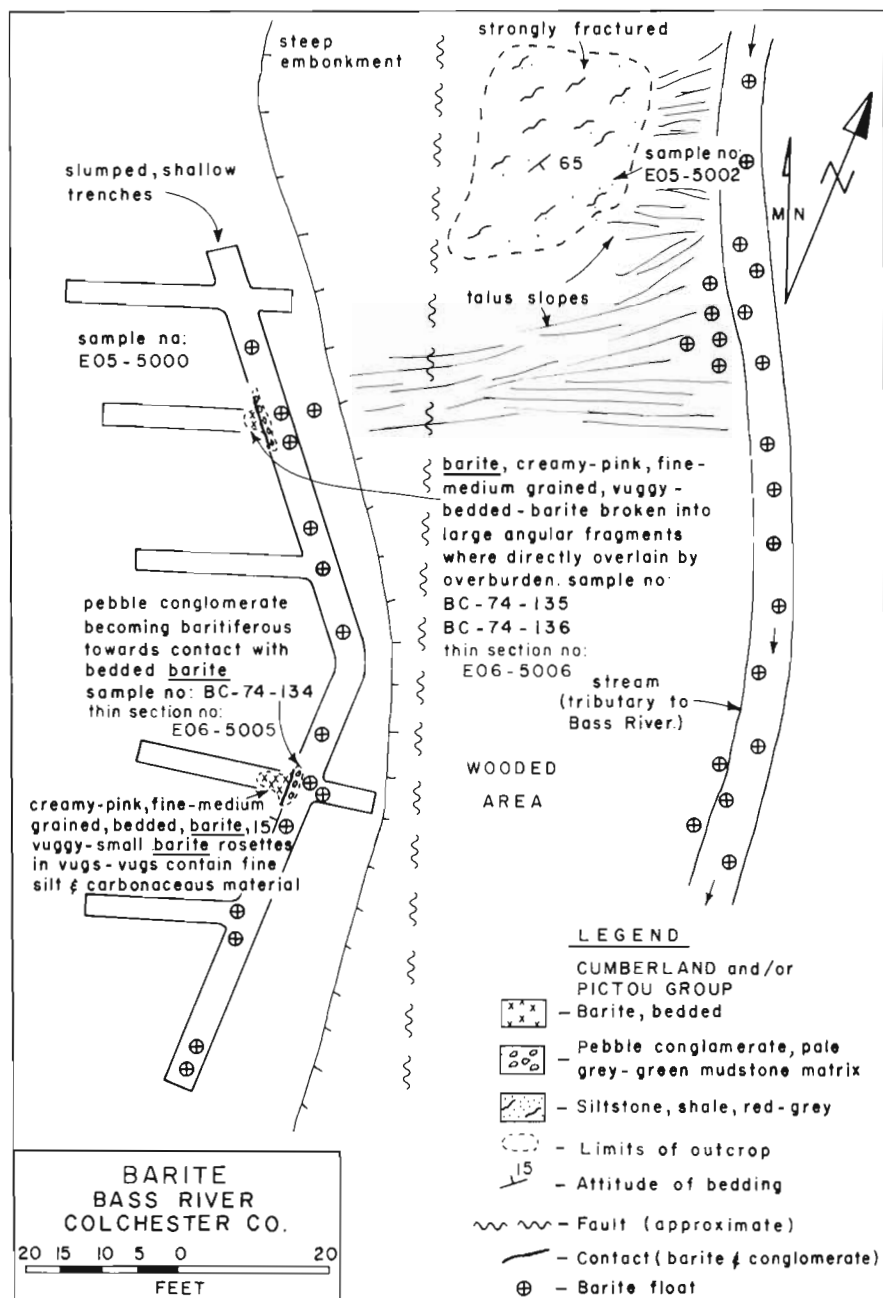 steep
embonkment
strongly fractured
65
sample no:
E05-5002
slumped, shallow
trenches
MN
N
talus slopes
sample na:
E05-5000
barite, creamy-pink, fine-
medium grained, vuggy-
bedded-barite broken into
large angular fragments
where directly overlain by
overburden. sample no:
BC-74-135
BC-74-136
thin section no:
E06-5006
pebble conglomerate
becoming baritiferous
towards contact with
bedded barite
sample no: BC-74-134
thin section no:
E06-5005
stream
(tributary to
Bass River.)
WOODED
AREA
creamy-pink, fine-medium
grained, bedded, barite, 15
vuggy-small barite rosettes
in vugs-vugs contain fine
silt & carbonaceous material
LEGEND
CUMBERLAND and/or
PICTOU GROUP
- Barite, bedded
- Pebble conglamerate, pale
grey-green mudstone matrix
- Siltstone, shale, red-grey
- Limits of outcrop
15
- Attitude of bedding
- Fault (approximate)
- Contact (barite & conglomerate)
- Barite float
BARITE
BASS RIVER
COLCHESTER CO.
20 15 10 5 0 20
FEET